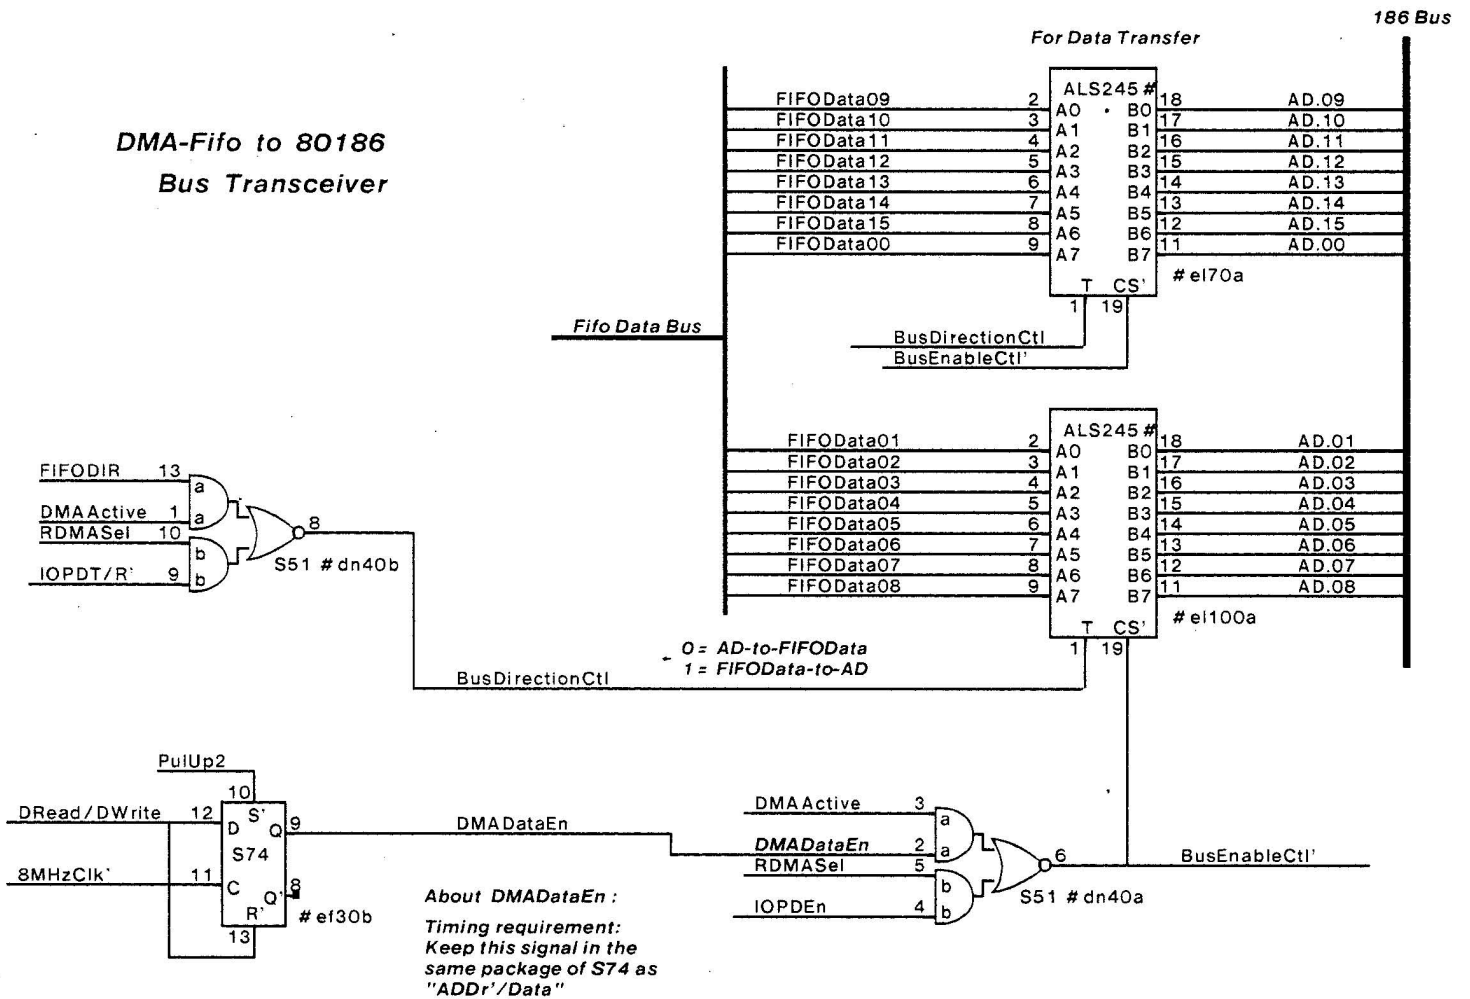 186 Bus
For Data Transfer
DMA-Fifo to 80186
Bus Transceiver
ALS245 #
FIFOData09 2 A0 B0 18 AD.09
FIFOData10 3 A1 B1 17 AD.10
FIFOData11 4 A2 B2 16 AD.11
FIFOData12 5 A3 B3 15 AD.12
FIFOData13 6 A4 B4 14 AD.13
FIFOData14 7 A5 B5 13 AD.14
FIFOData15 8 A6 B6 12 AD.15
FIFOData00 9 A7 B7 11 AD.00
T CS'
# el70a
1 19
Fifo Data Bus
BusDirectionCtl
BusEnableCtl'
ALS245 #
FIFOData01 2 A0 B0 18 AD.01
FIFOData02 3 A1 B1 17 AD.02
FIFOData03 4 A2 B2 16 AD.03
FIFOData04 5 A3 B3 15 AD.04
FIFOData05 6 A4 B4 14 AD.05
FIFOData06 7 A5 B5 13 AD.06
FIFOData07 8 A6 B6 12 AD.07
FIFOData08 9 A7 B7 11 AD.08
T CS'
# el100a
1 19
FIFODIR 13 a
DMAActive 1 a
RDMASel 10 b
IOPDT/R' 9 b
8
S51 # dn40b
0 = AD-to-FIFOData
← 1 = FIFOData-to-AD
BusDirectionCtl
PulUp2
10
DRead/DWrite 12 D S' Q 9
S74
8MHzClk' 11 C Q' 8
R'
13
# ef30b
DMADataEn
DMAActive 3 a
DMADataEn 2 a
RDMASel 5 b
IOPDEn 4 b
6
BusEnableCtl'
S51 # dn40a
About DMADataEn :
Timing requirement:
Keep this signal in the
same package of S74 as
"ADDr'/Data"